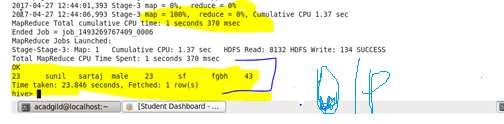 2017-04-27 12:44:01,393 Stage-3 map = 0%,  reduce = 0%
2017-04-27 12:44:06,993 Stage-3 map = 100%,  reduce = 0%, Cumulative CPU 1.37 sec
MapReduce Total cumulative CPU time: 1 seconds 370 msec
Ended Job = job_1493269767409_0006
MapReduce Jobs Launched:
Stage-Stage-3: Map: 1   Cumulative CPU: 1.37 sec   HDFS Read: 8132 HDFS Write: 134 SUCCESS
Total MapReduce CPU Time Spent: 1 seconds 370 msec
OK
23      sunil   sartaj  male    23      sf      fgbh    43
Time taken: 23.846 seconds, Fetched: 1 row(s)
hive>
acadgild@localhost:~ [Student Dashboard - ...